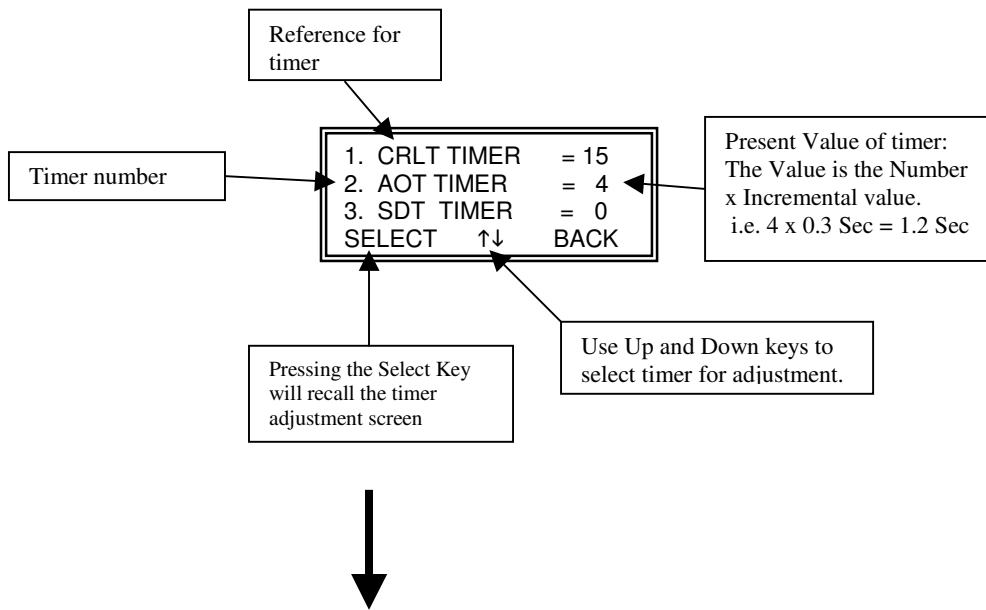 Reference for
timer
1. CRLT TIMER = 15
2. AOT TIMER = 4
3. SDT TIMER = 0
SELECT ↑↓ BACK
Timer number
Present Value of timer:
The Value is the Number
x Incremental value.
i.e. 4 x 0.3 Sec = 1.2 Sec
Pressing the Select Key
will recall the timer
adjustment screen
Use Up and Down keys to
select timer for adjustment.